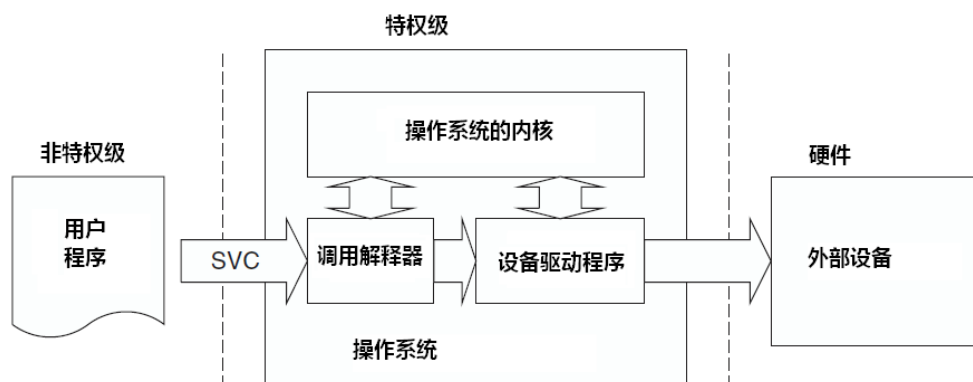 特权级
操作系统的内核
非特权级
硬件
用户
程序
SVC
调用解释器
设备驱动程序
外部设备
操作系统